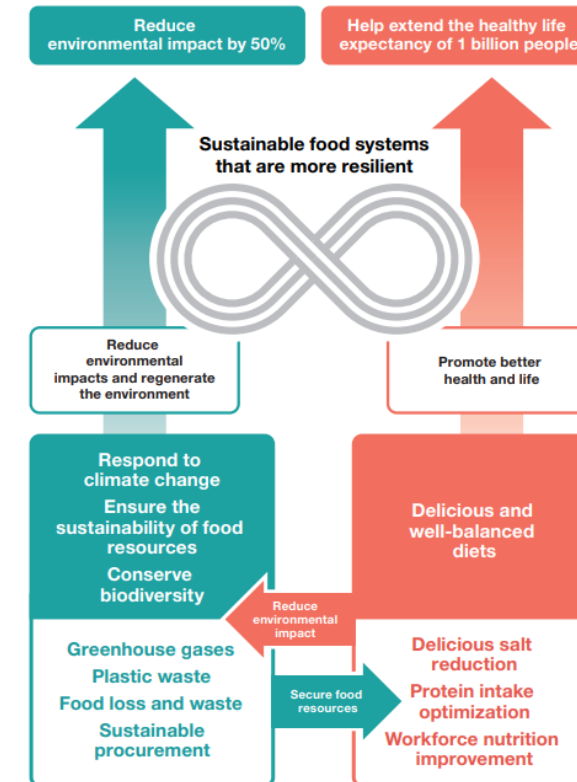 Reduce
environmental impact by 50%
Help extend the healthy life
expectancy of 1 billion people
Sustainable food systems
that are more resilient
Reduce
environmental
impacts and regenerate
the environment
Promote better
health and life
Respond to
climate change
Ensure the
sustainability of food
resources
Conserve
biodiversity
Delicious and
well-balanced
diets
Reduce
environmental
impact
Greenhouse gases
Plastic waste
Food loss and waste
Sustainable
procurement
Secure food
resources
Delicious salt
reduction
Protein intake
optimization
Workforce nutrition
improvement